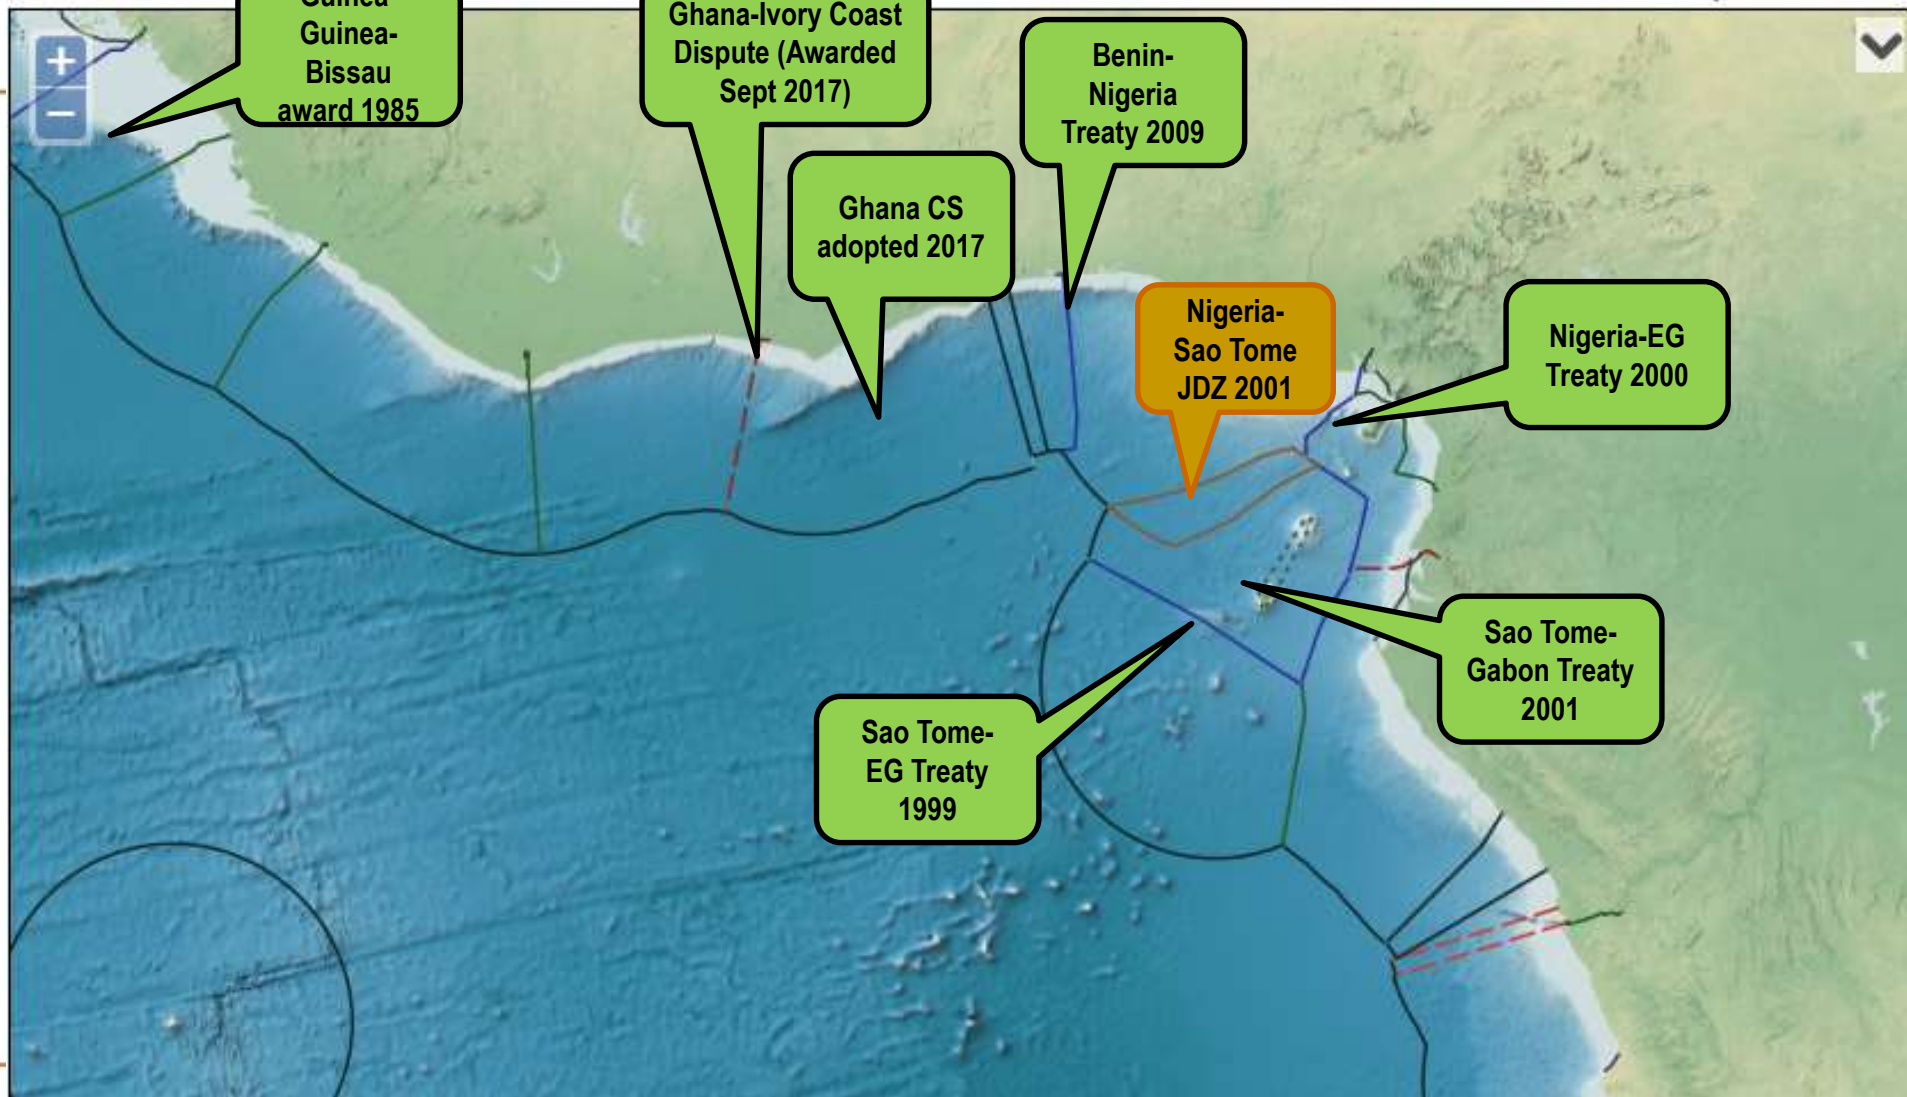 Guinea
Guinea-
Bissau
award 1985
Ghana-Ivory Coast
Dispute (Awarded
Sept 2017)
Benin-
Nigeria
Treaty 2009
Ghana CS
adopted 2017
Nigeria-
Sao Tome
JDZ 2001
Nigeria-EG
Treaty 2000
Sao Tome-
Gabon Treaty
2001
Sao Tome-
EG Treaty
1999
+
−